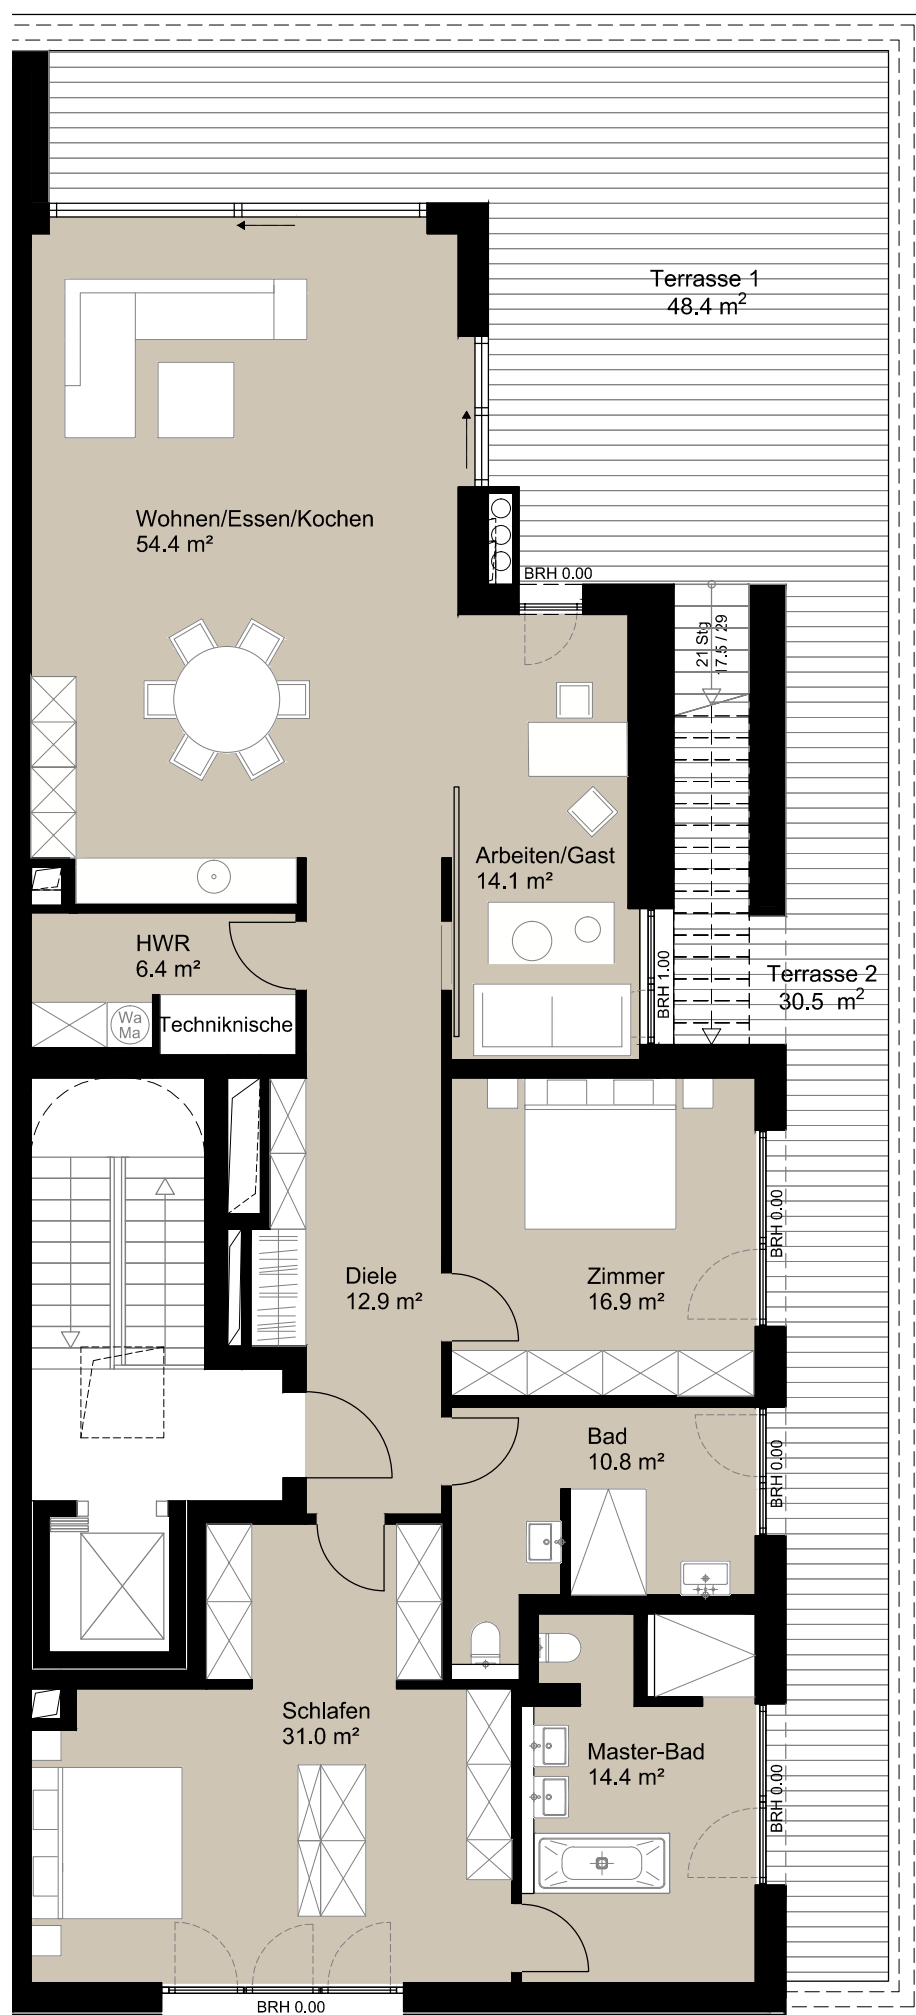 Terrasse 1
48.4 m²
Wohnen/Essen/Kochen
54.4 m²
BRH 0.00
21 Stg
17.5 / 29
Arbeiten/Gast
14.1 m²
HWR
6.4 m²
Wa
Ma
Techniknische
BRH 1.00
Terrasse 2
30.5 m²
BRH 0.00
Diele
12.9 m²
Zimmer
16.9 m²
Bad
10.8 m²
BRH 0.00
Schlafen
31.0 m²
Master-Bad
14.4 m²
BRH 0.00
BRH 0.00